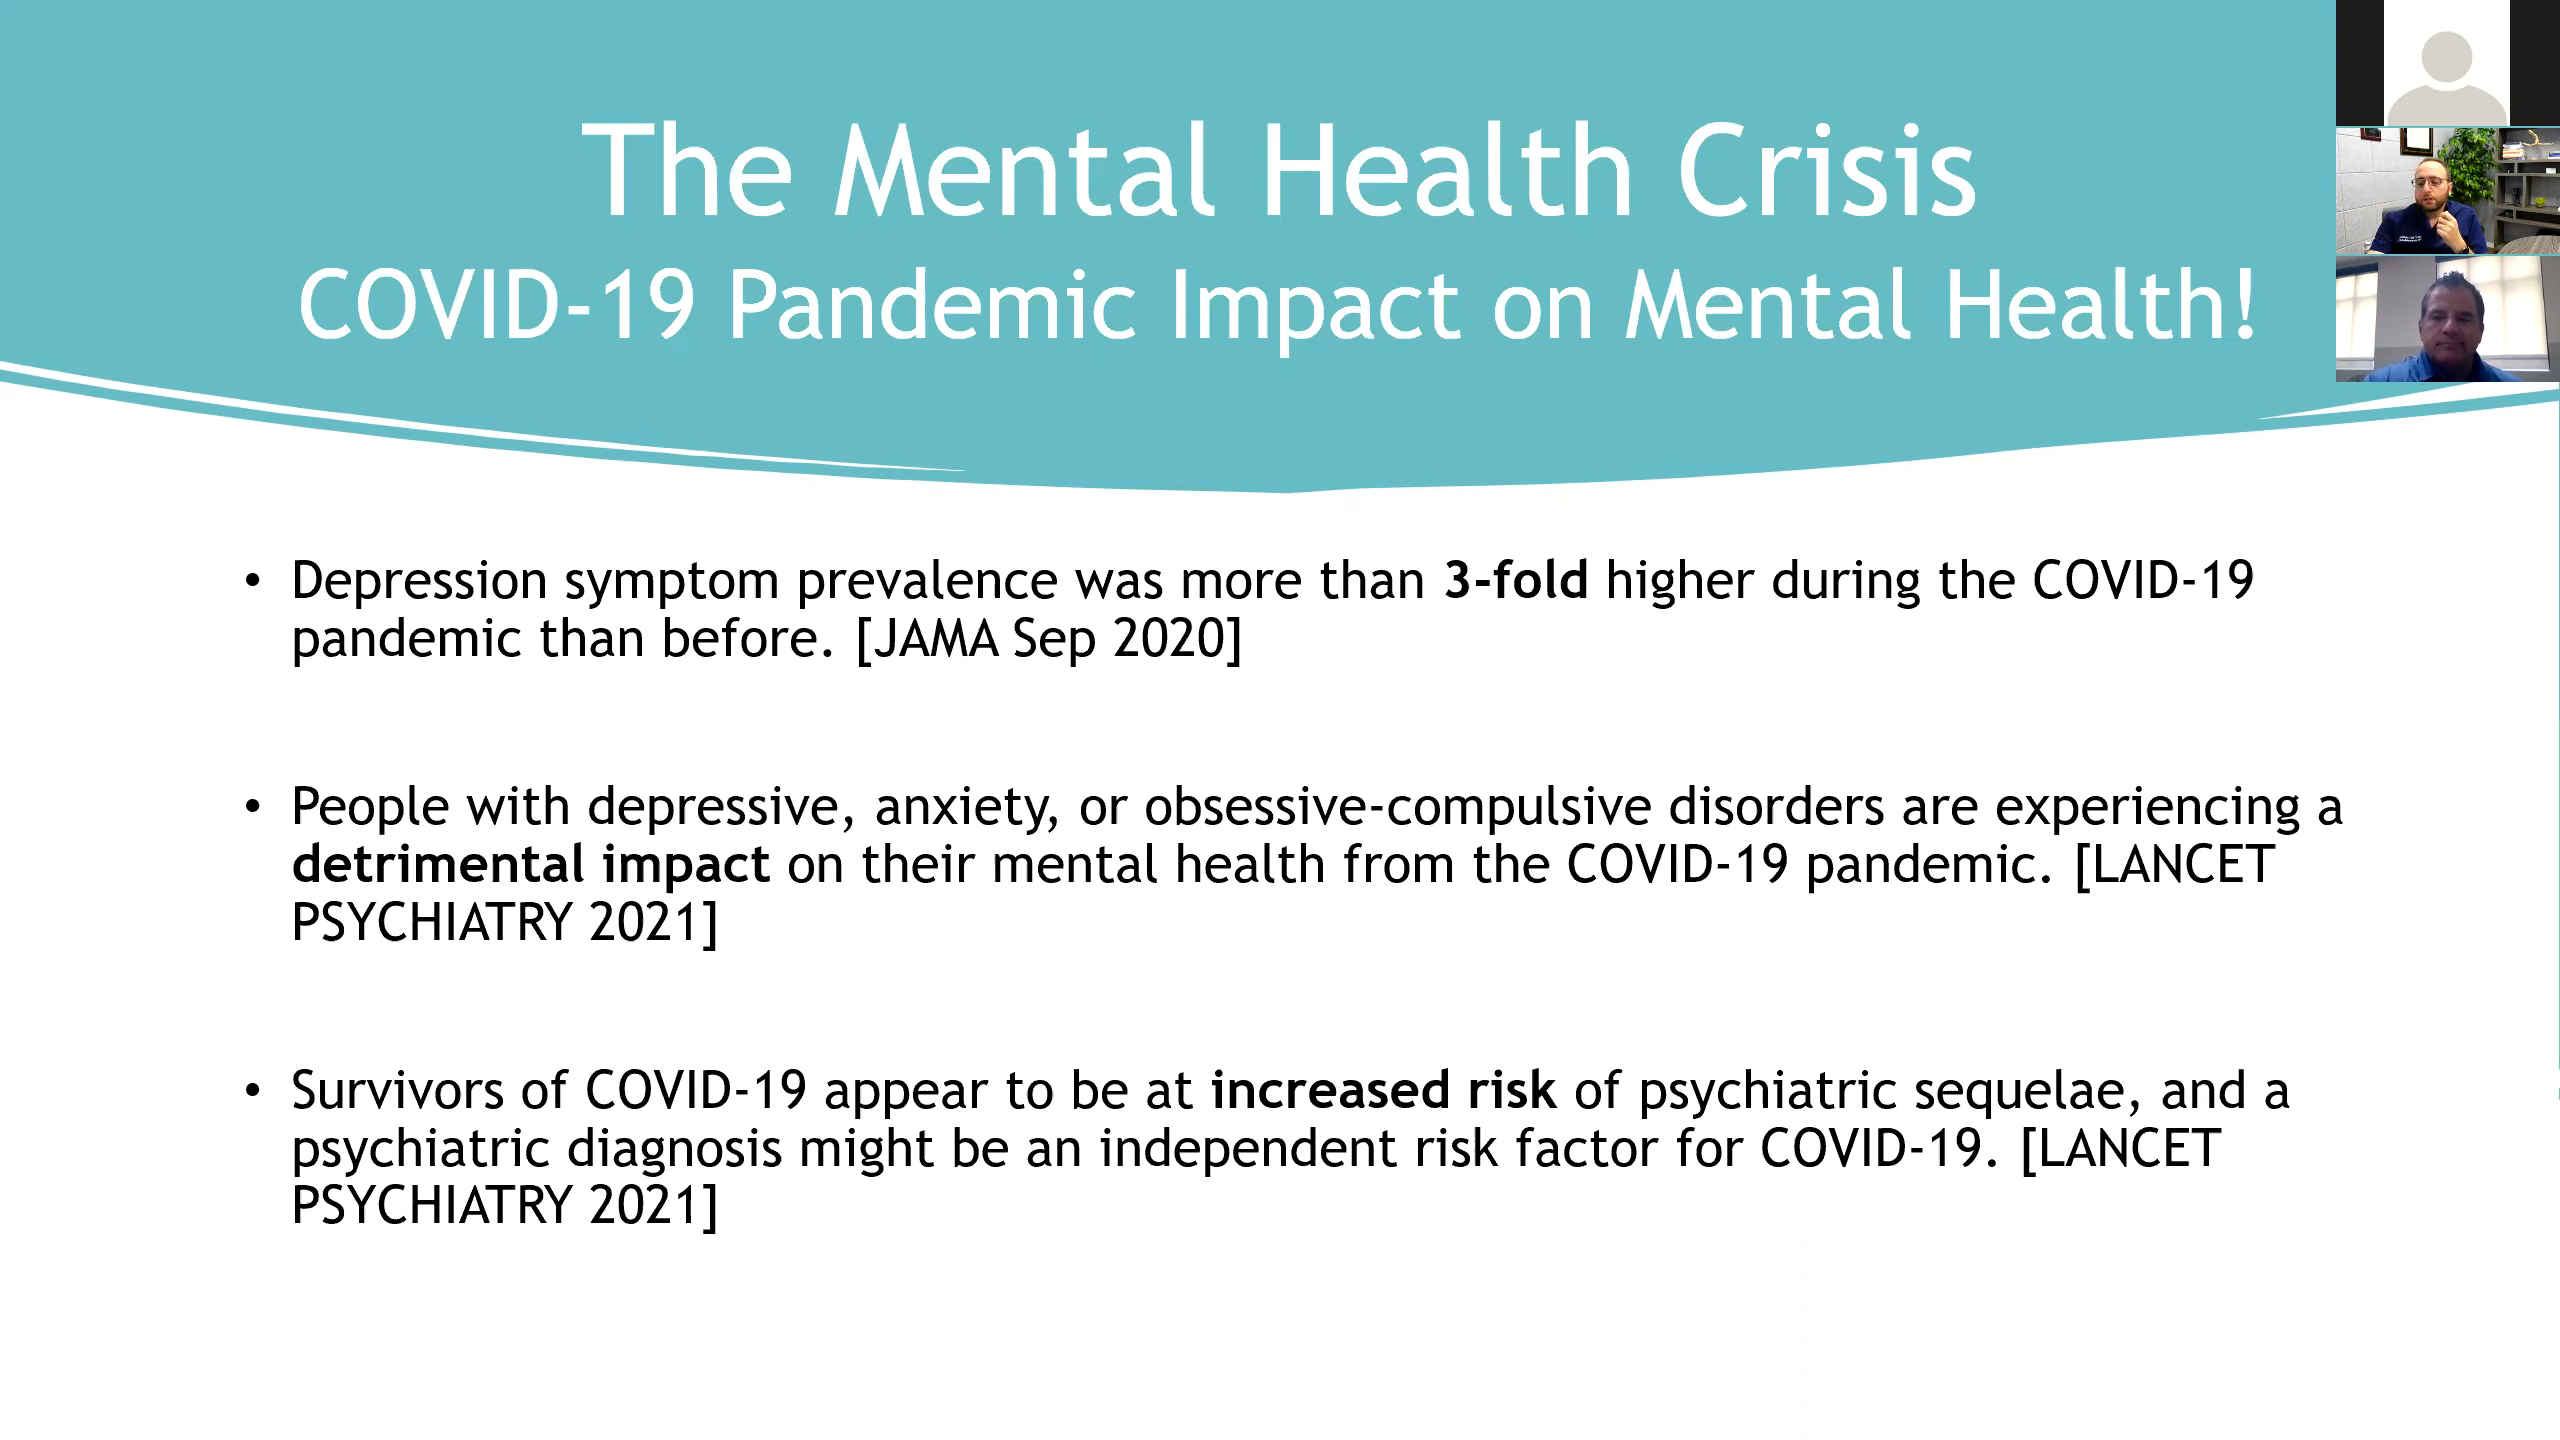 The Mental Health Crisis
COVID-19 Pandemic Impact on Mental Health!
• Depression symptom prevalence was more than 3-fold higher during the COVID-19
pandemic than before. [JAMA Sep 2020]
• People with depressive, anxiety, or obsessive-compulsive disorders are experiencing a
detrimental impact on their mental health from the COVID-19 pandemic. [LANCET
PSYCHIATRY 2021]
• Survivors of COVID-19 appear to be at increased risk of psychiatric sequelae, and a
psychiatric diagnosis might be an independent risk factor for COVID-19. [LANCET
PSYCHIATRY 2021]